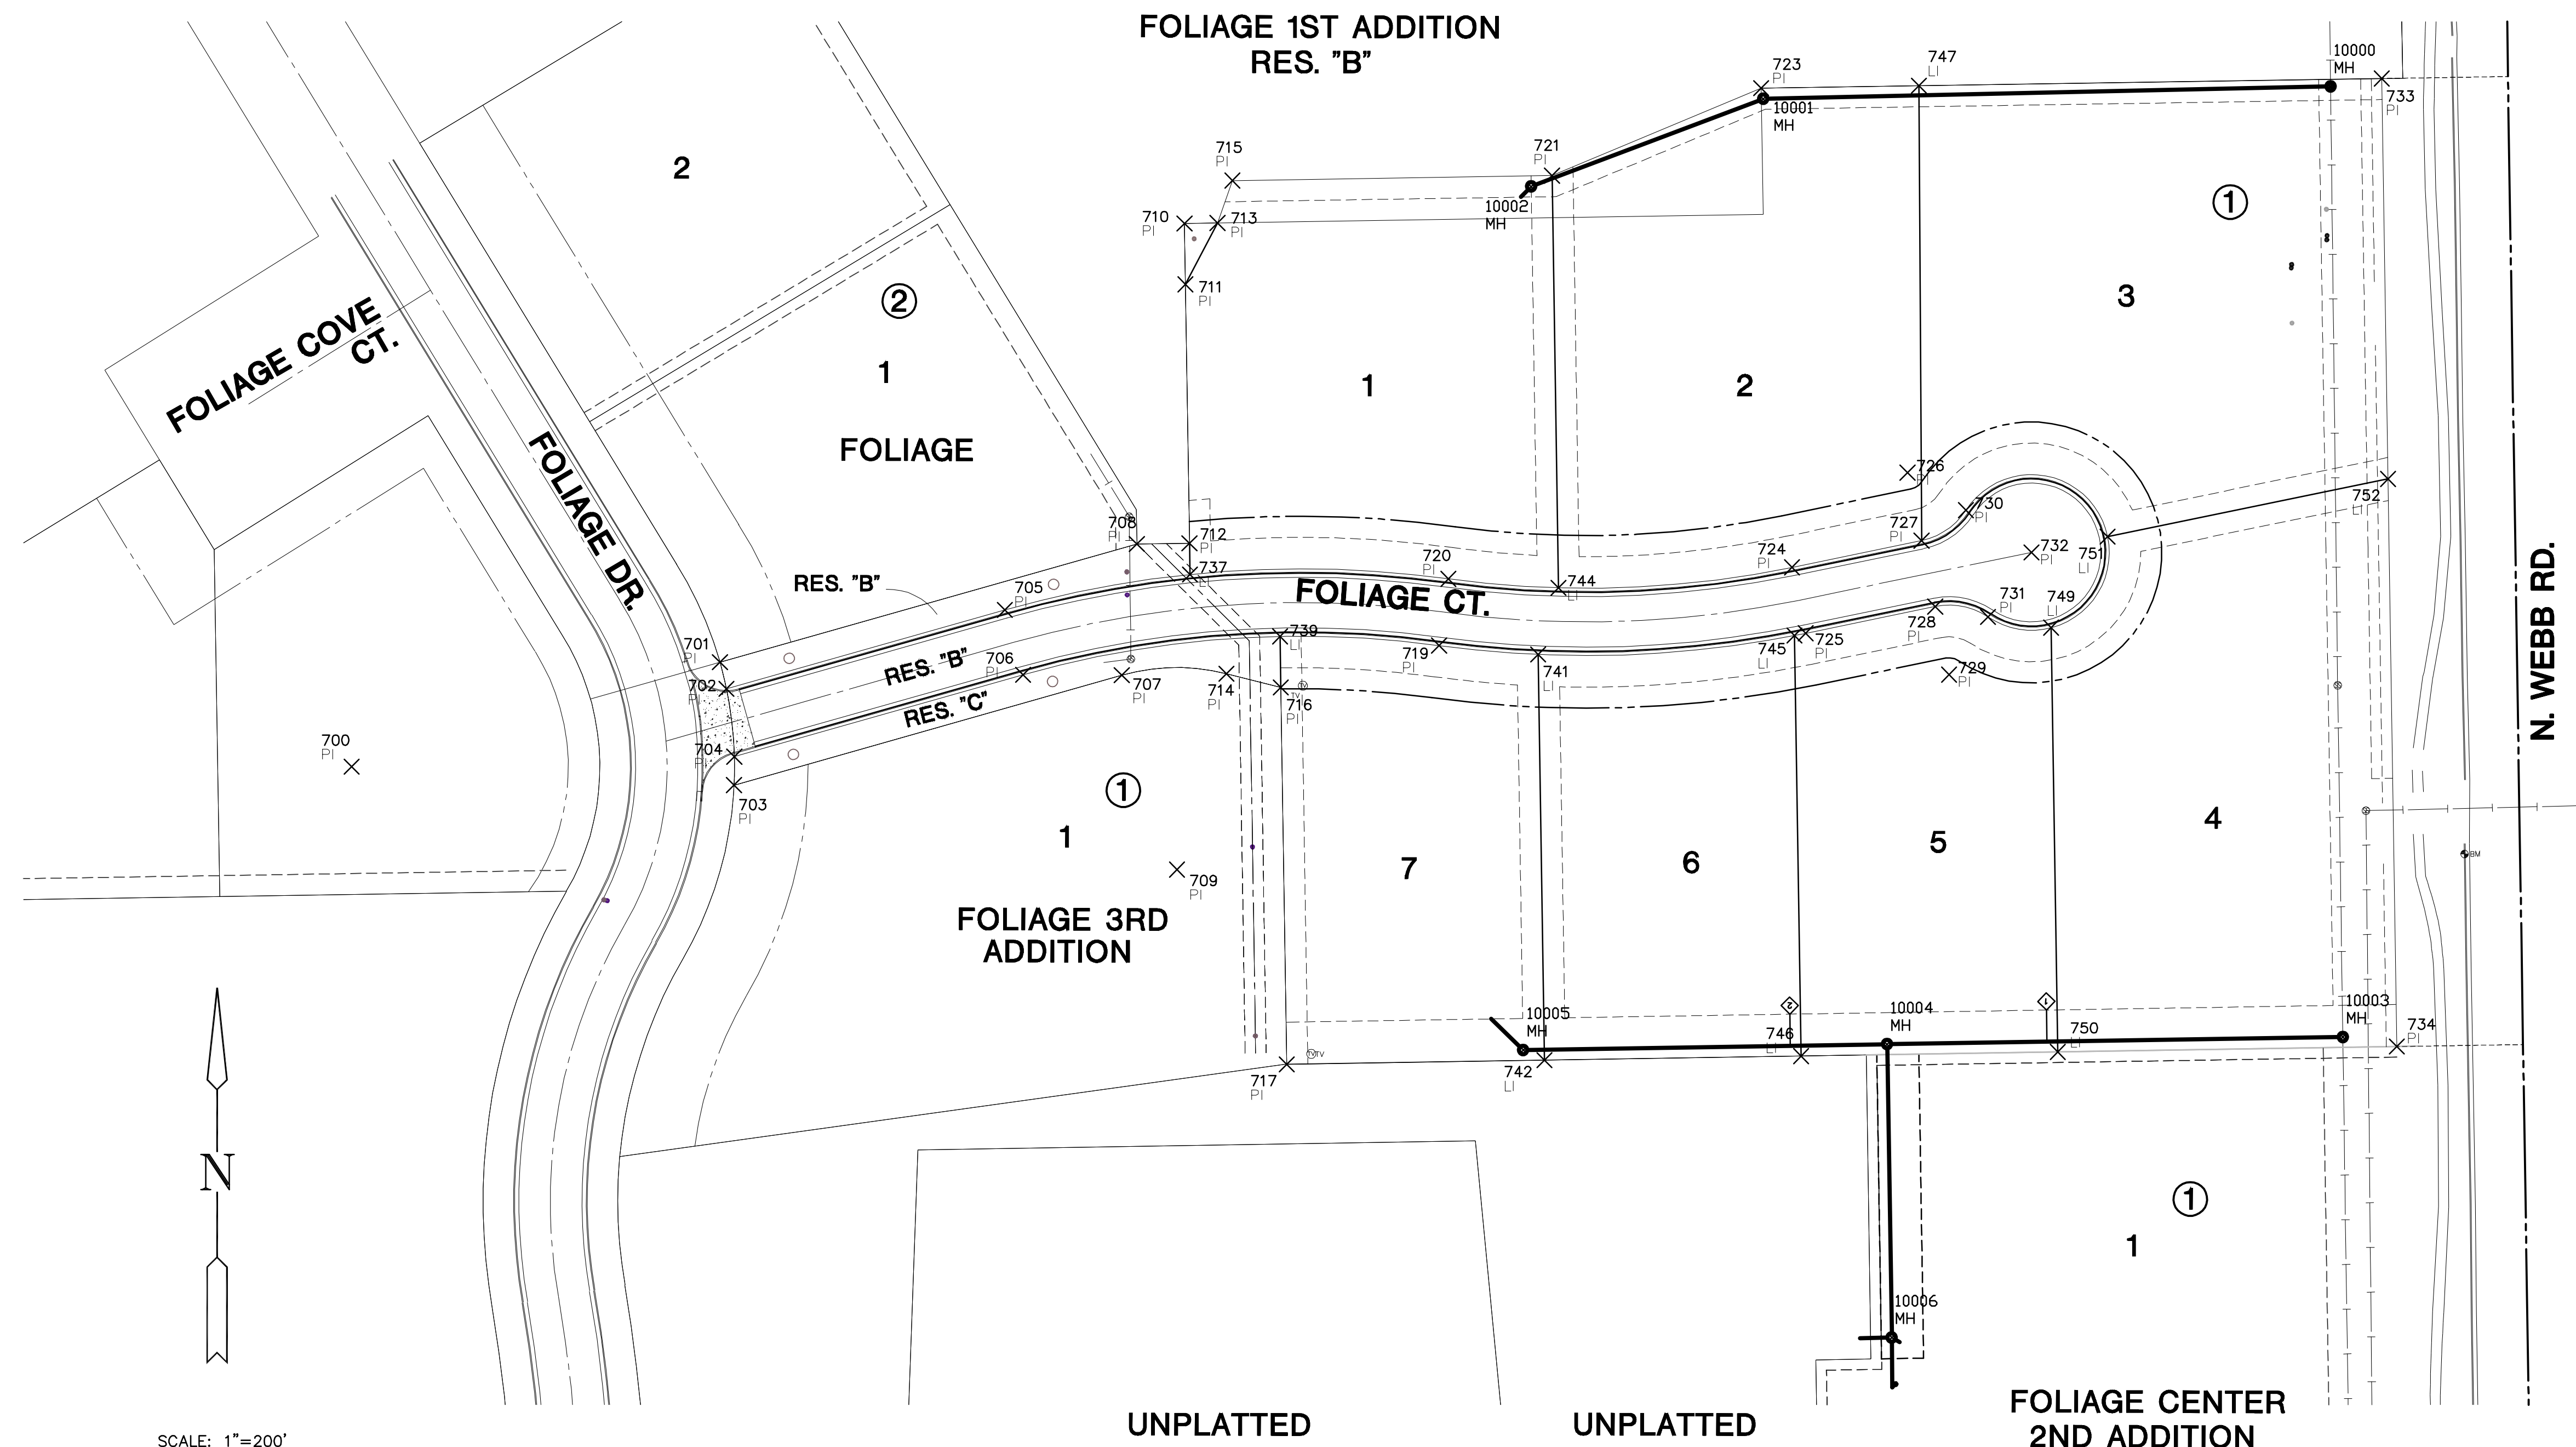 FOLIAGE 1ST ADDITION
RES. "B"
10000
MH
747
LI
723
PI
733
PI
10001
MH
715
PI
721
PI
2
10002
MH
1
710
PI
713
PI
711
PI
2
3
1
1
2
FOLIAGE COVE
CT.
FOLIAGE
FOLIAGE DR.
726
PI
752
LI
730
PI
708
PI
712
PI
727
PI
720
PI
724
PI
732
PI
751
LI
737
LI
744
LI
FOLIAGE CT.
RES. "B"
705
PI
731
PI
749
LI
728
PI
739
LI
719
PI
745
LI
725
PI
N. WEBB RD.
701
PI
RES. "B"
706
PI
741
LI
707
PI
714
PI
729
PI
702
PI
TV
TV
716
PI
RES. "C"
700
PI
704
PI
703
PI
1
1
4
5
6
7
BM
709
PI
FOLIAGE 3RD
ADDITION
2
1
10005
MH
10004
MH
10003
MH
746
LI
750
LI
734
PI
TV
TV
717
PI
742
LI
N
1
1
10006
MH
UNPLATTED
UNPLATTED
FOLIAGE CENTER
2ND ADDITION
SCALE: 1"=200'